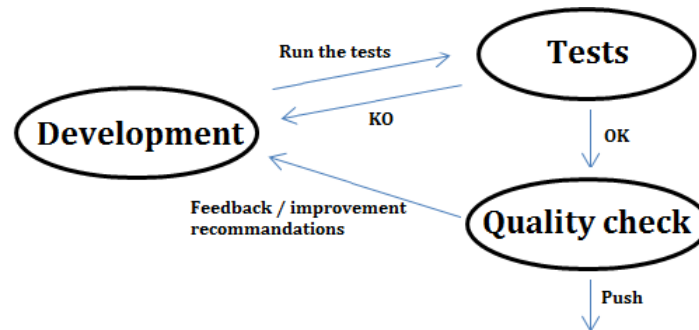 Run the tests
Tests
Development
KO
OK
Feedback / improvement
recommandations
Quality check
Push